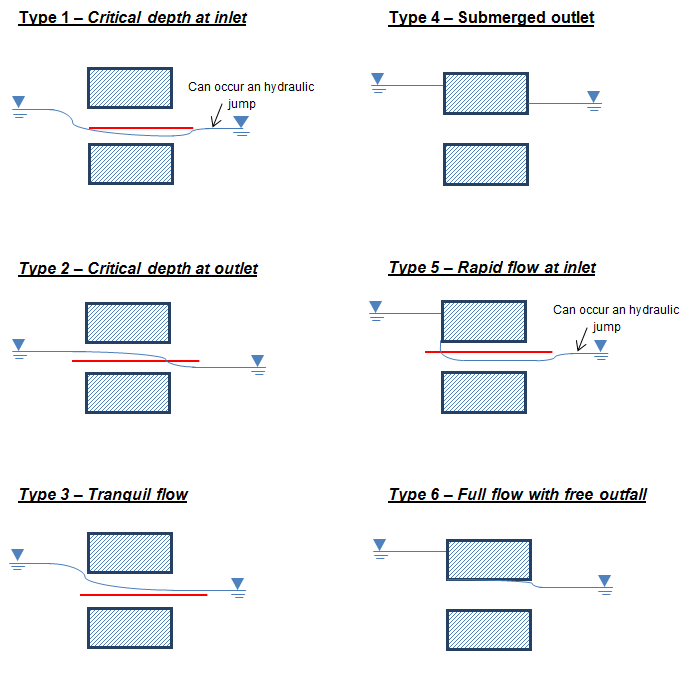 Type 1 – Critical depth at inlet
Can occur an hydraulic
jump
Type 2 – Critical depth at outlet
Type 3 – Tranquil flow
Type 4 – Submerged outlet
Type 5 – Rapid flow at inlet
Can occur an hydraulic
jump
Type 6 – Full flow with free outfall